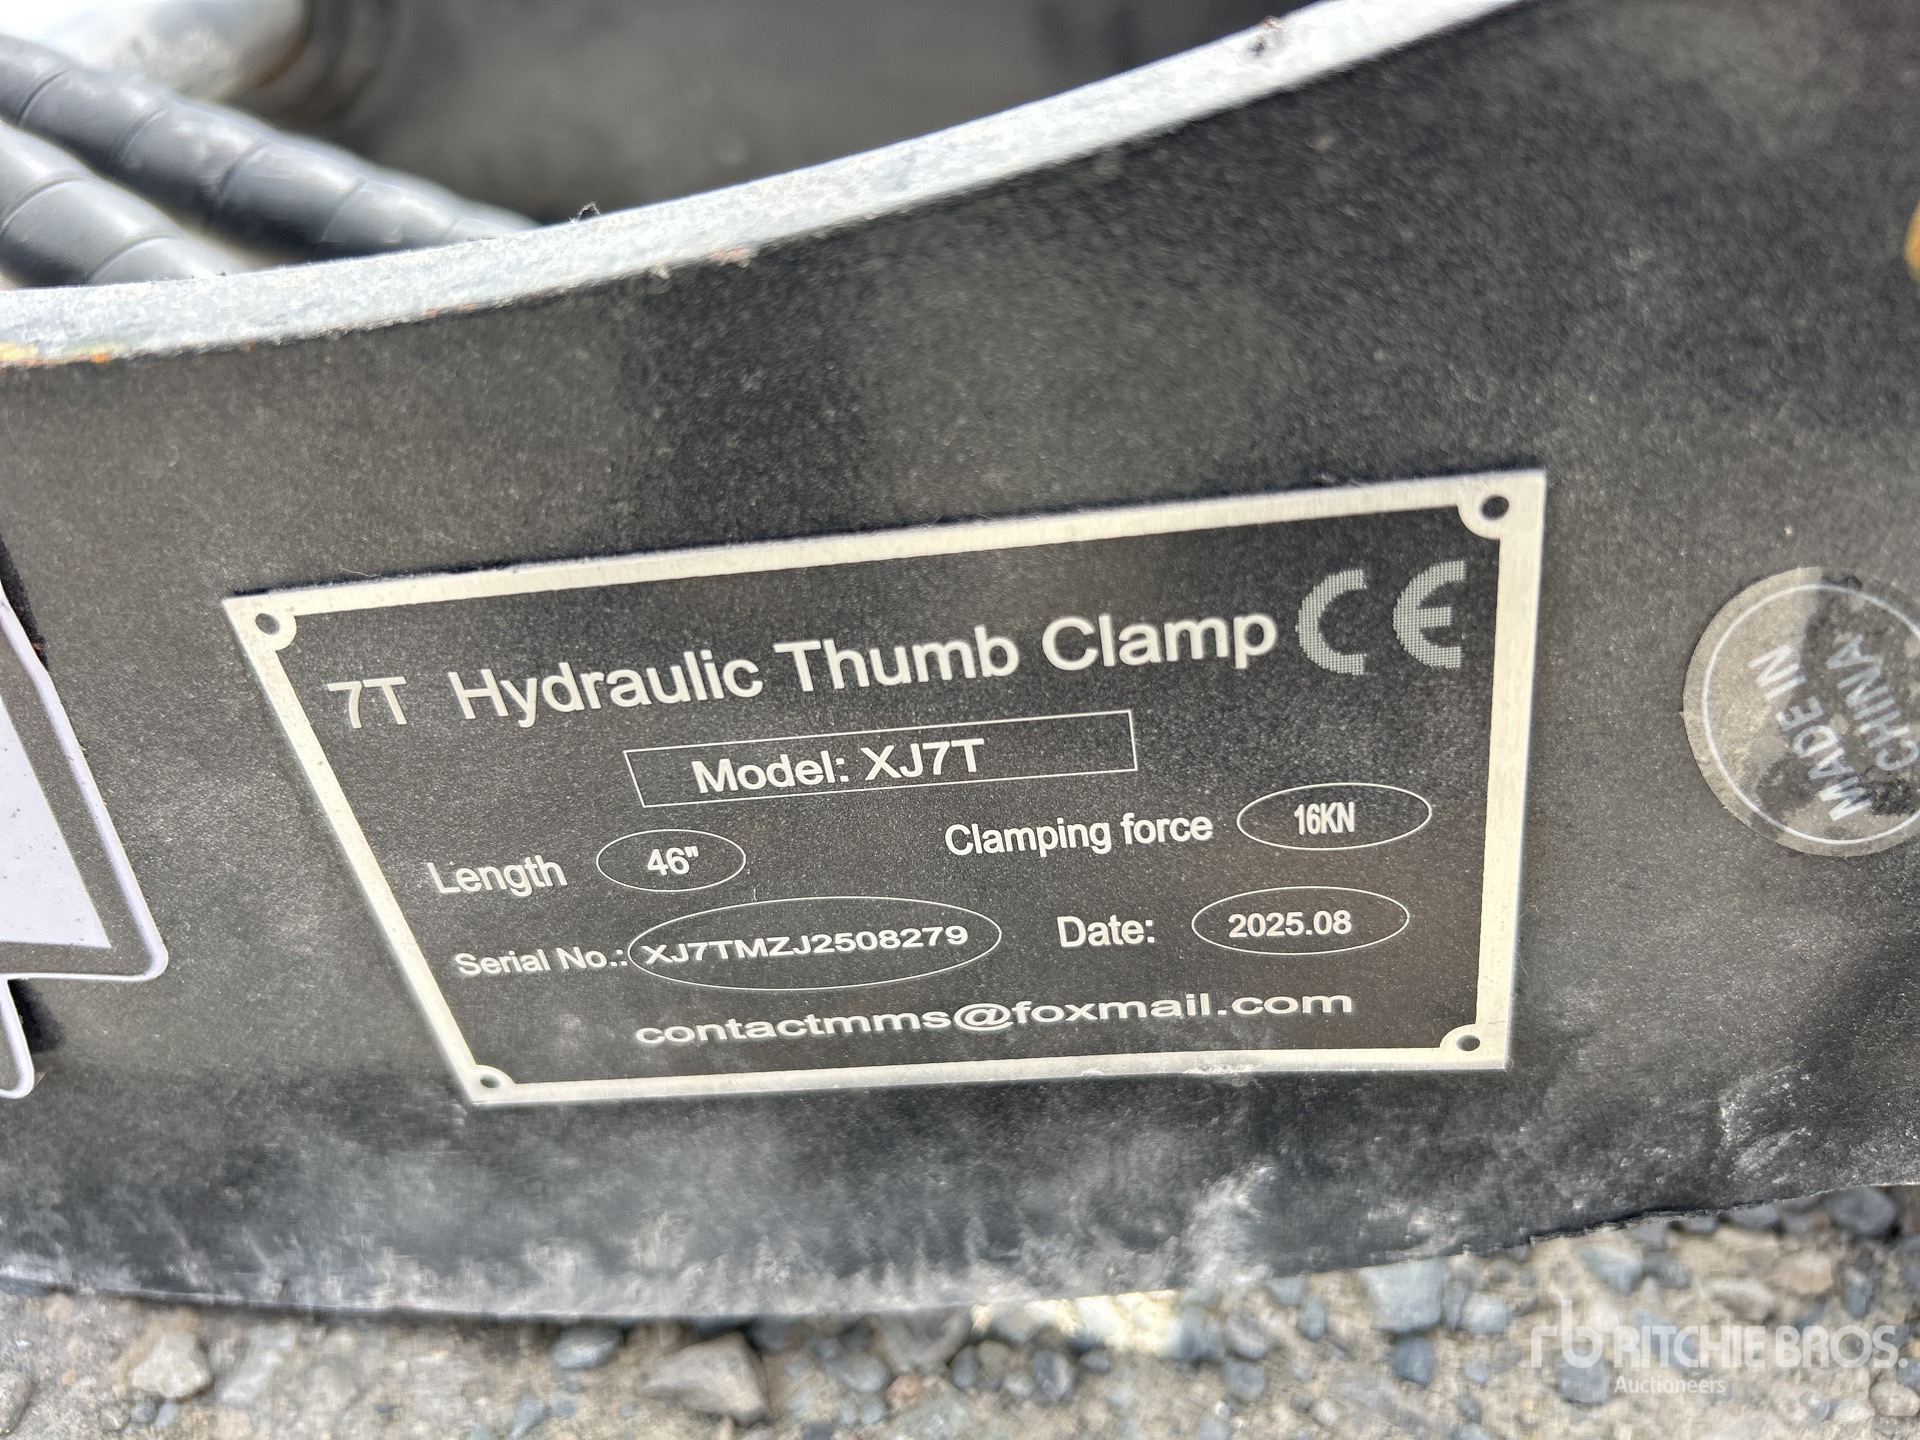 7T Hydraulic Thumb Clamp CE
Model: XJ7T
Length 46" Clamping force 16KN
Serial No.: XJ7TMZJ2508279 Date: 2025.08
contactmms@foxmail.com
MADE IN
CHINA
rb RITCHIE BROS.
Auctioneers